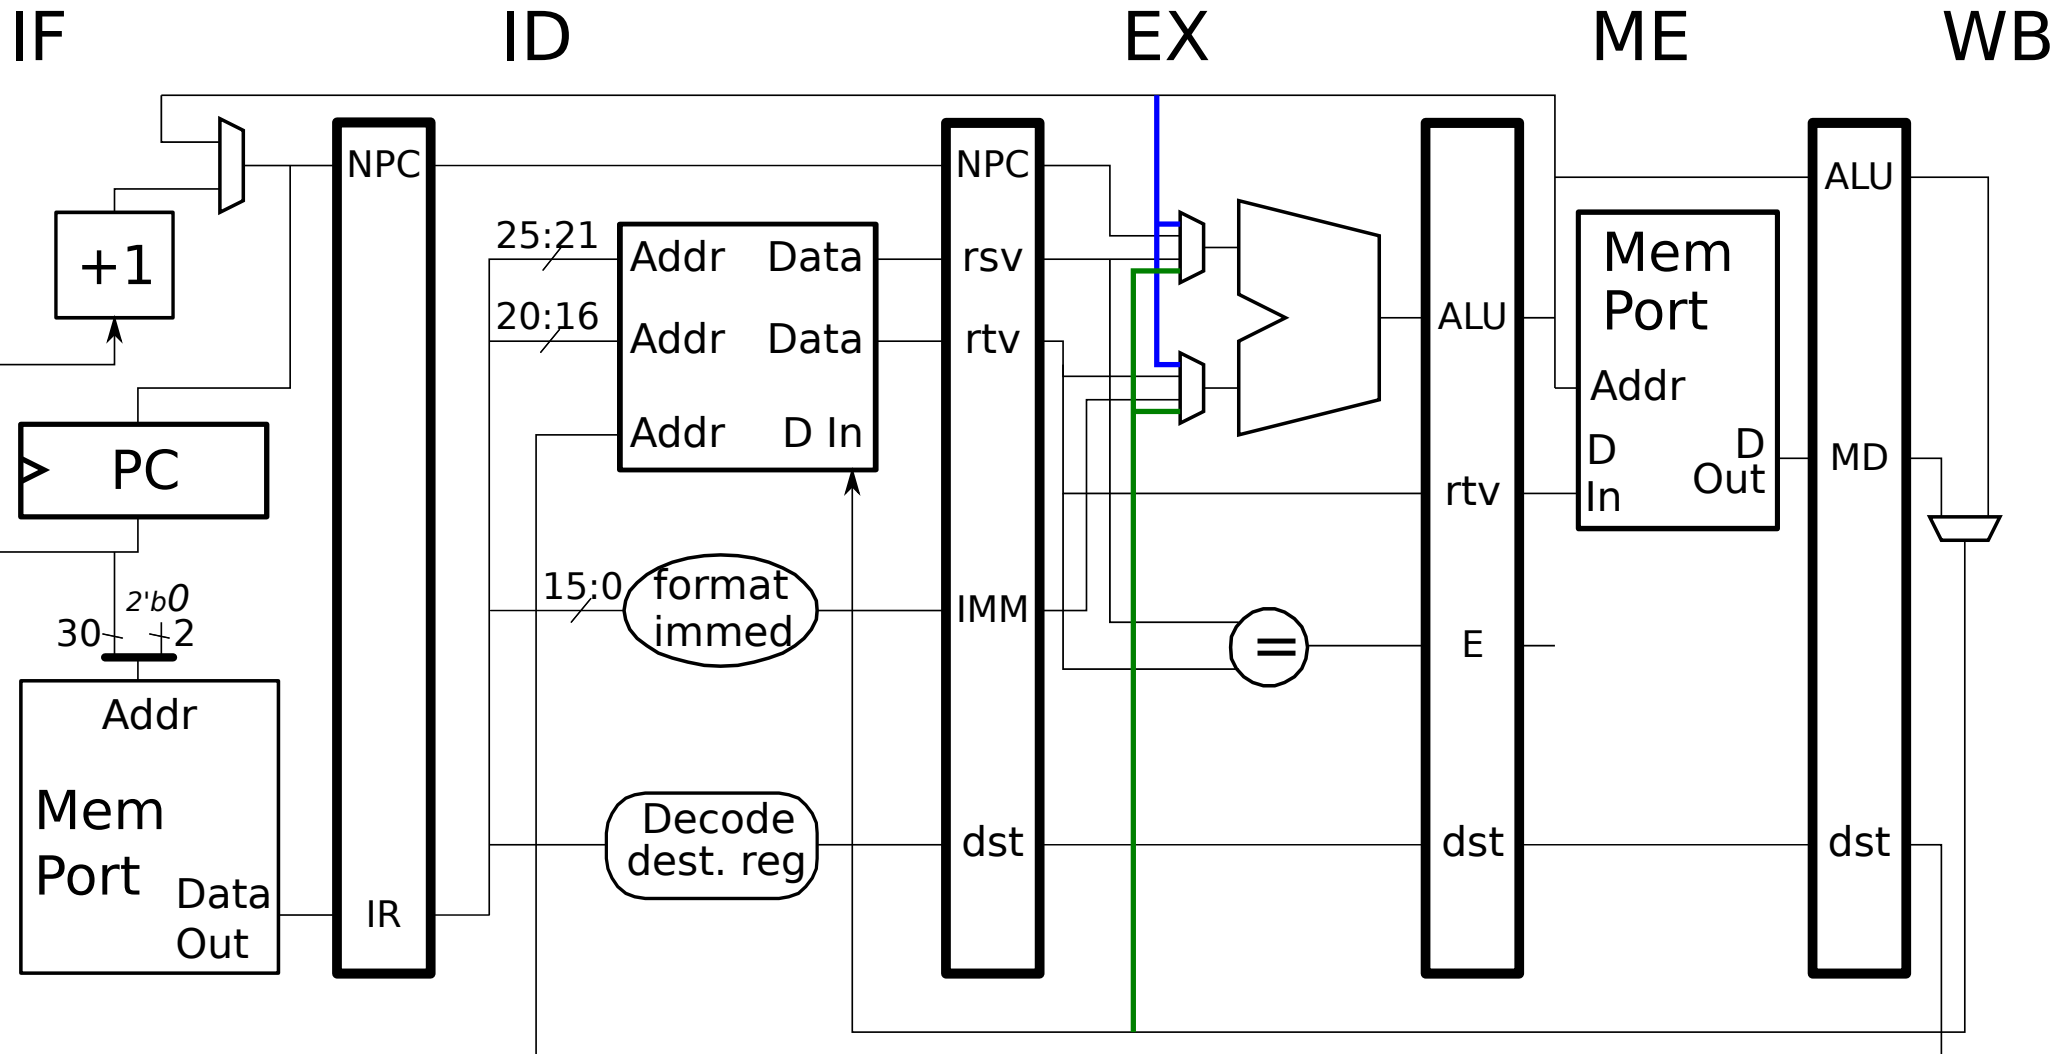 IF
ID
EX
ME
WB
+1
PC
2'b0
30
2
Addr
Mem
Port
Data
Out
NPC
IR
25:21
20:16
Addr Data
Addr Data
Addr D In
15:0
format
immed
Decode
dest. reg
NPC
rsv
rtv
IMM
dst
=
ALU
rtv
E
dst
Mem
Port
Addr
D
In
D
Out
ALU
MD
dst